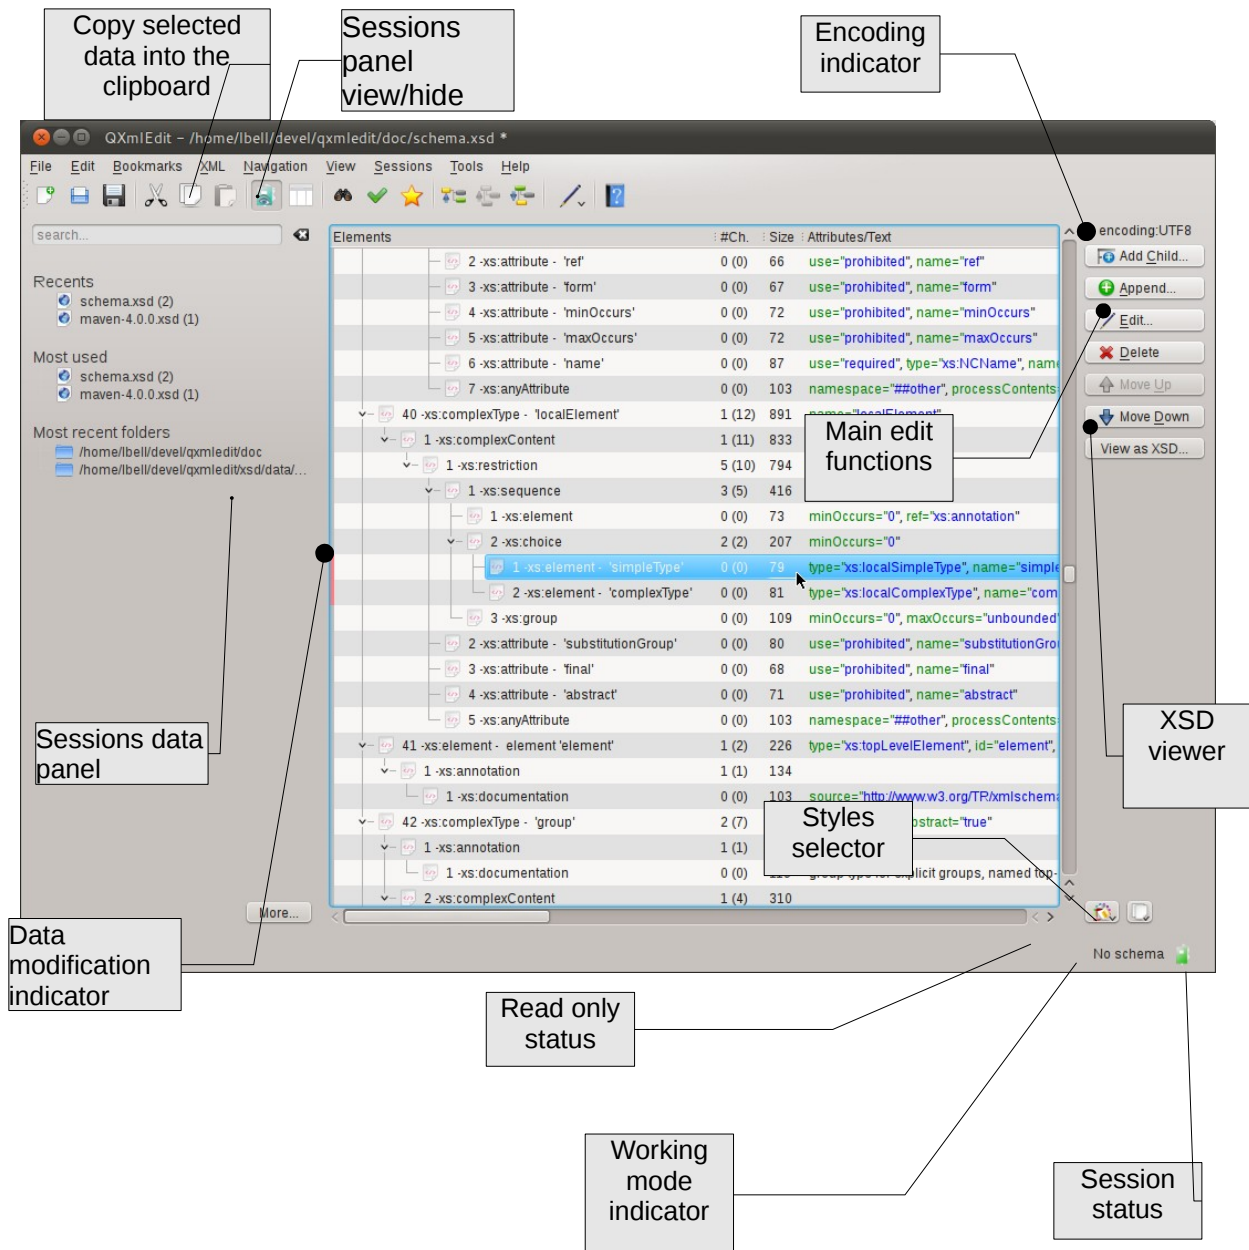 Copy selected
data into the
clipboard
Sessions
panel
view/hide
Encoding
indicator
QXmlEdit - /home/lbell/devel/qxmledit/doc/schema.xsd *
File Edit Bookmarks XML Navigation View Sessions Tools Help
search...
Recents
schema.xsd (2)
maven-4.0.0.xsd (1)
Most used
schema.xsd (2)
maven-4.0.0.xsd (1)
Most recent folders
/home/lbell/devel/qxmledit/doc
/home/lbell/devel/qxmledit/xsd/data/...
More...
Elements #Ch. Size Attributes/Text
2 -xs:attribute - 'ref' 0 (0) 66 use="prohibited", name="ref"
3 -xs:attribute - 'form' 0 (0) 67 use="prohibited", name="form"
4 -xs:attribute - 'minOccurs' 0 (0) 72 use="prohibited", name="minOccurs"
5 -xs:attribute - 'maxOccurs' 0 (0) 72 use="prohibited", name="maxOccurs"
6 -xs:attribute - 'name' 0 (0) 87 use="required", type="xs:NCName", name
7 -xs:anyAttribute 0 (0) 103 namespace="##other", processContents=
40 -xs:complexType - 'localElement' 1 (12) 891 name="localElement"
1 -xs:complexContent 1 (11) 833
1 -xs:restriction 5 (10) 794
1 -xs:sequence 3 (5) 416
1 -xs:element 0 (0) 73 minOccurs="0", ref="xs:annotation"
2 -xs:choice 2 (2) 207 minOccurs="0"
1 -xs:element - 'simpleType' 0 (0) 79 type="xs:localSimpleType", name="simple
2 -xs:element - 'complexType' 0 (0) 81 type="xs:localComplexType", name="com
3 -xs:group 0 (0) 109 minOccurs="0", maxOccurs="unbounded"
2 -xs:attribute - 'substitutionGroup' 0 (0) 80 use="prohibited", name="substitutionGro
3 -xs:attribute - 'final' 0 (0) 68 use="prohibited", name="final"
4 -xs:attribute - 'abstract' 0 (0) 71 use="prohibited", name="abstract"
5 -xs:anyAttribute 0 (0) 103 namespace="##other", processContents=
41 -xs:element - element 'element' 1 (2) 226 type="xs:topLevelElement", id="element",
1 -xs:annotation 1 (1) 134
1 -xs:documentation 0 (0) 103 source="http://www.w3.org/TR/xmlschema
42 -xs:complexType - 'group' 2 (7) abstract="true"
1 -xs:annotation 1 (1)
1 -xs:documentation 0 (0) group type for explicit groups, named top-
2 -xs:complexContent 1 (4) 310
encoding:UTF8
Add Child...
Append...
Edit...
Delete
Move Up
Move Down
View as XSD...
Main edit
functions
XSD
viewer
Sessions data
panel
Styles
selector
No schema
Data
modification
indicator
Read only
status
Working
mode
indicator
Session
status